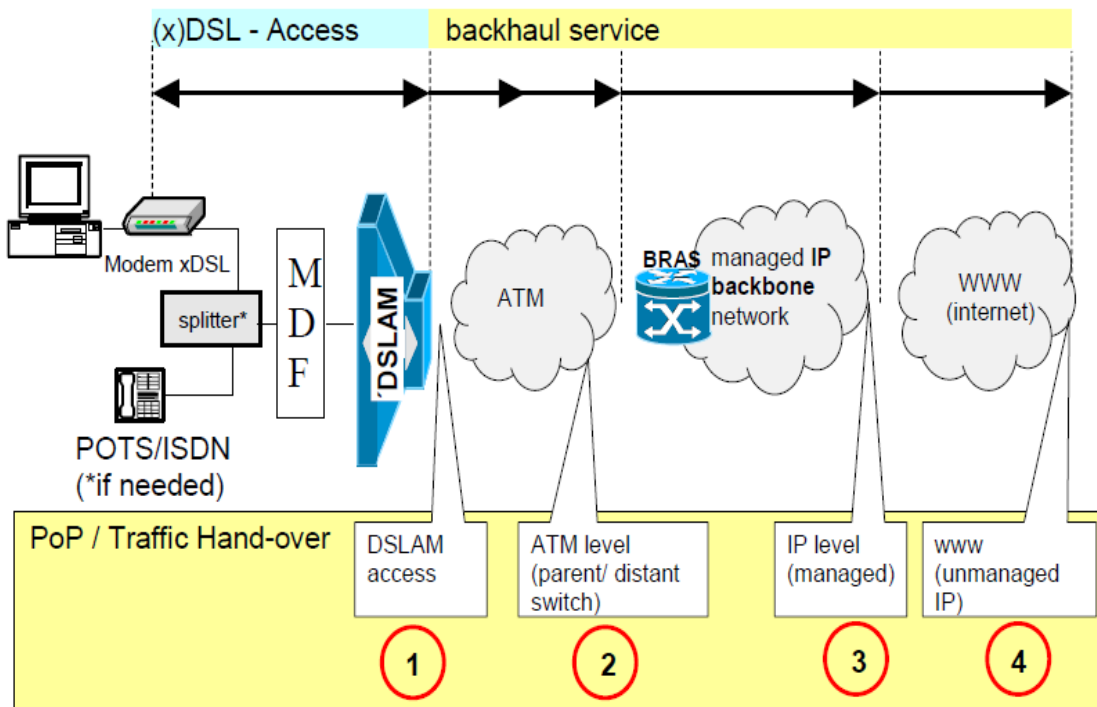 (x)DSL - Access
backhaul service
Modem xDSL
splitter*
POTS/ISDN
(*if needed)
M
D
F
´DSLAM
ATM
BRAS
managed IP
backbone
network
WWW
(internet)
PoP / Traffic Hand-over
DSLAM
access
ATM level
(parent/ distant
switch)
IP level
(managed)
www
(unmanaged
IP)
1
2
3
4